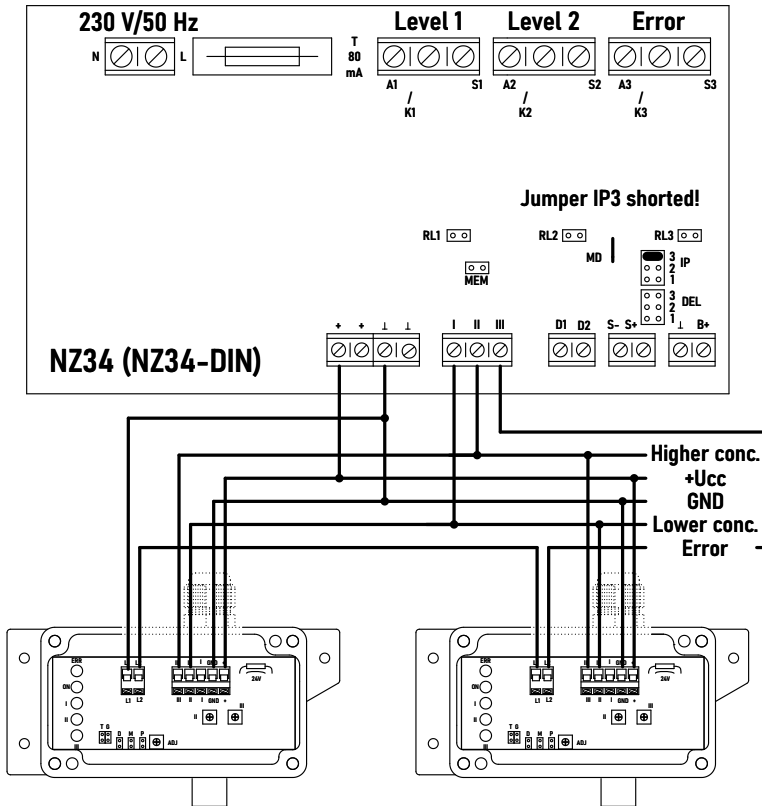 230 V/50 Hz Level 1 Level 2 Error
N L T 80 mA
A1 / K1 S1 A2 / K2 S2 A3 / K3 S3
Jumper IP3 shorted!
RL1 RL2 RL3
MD 3 IP
2
1
MEM
3 DEL
2
1
+ + ⊥ ⊥ I II III D1 D2 S- S+ ⊥ B+
NZ34 (NZ34-DIN)
Higher conc.
+Ucc
GND
Lower conc.
Error
ERR
ON
I
II
III
L1 L2
III II I GND +
24V
II III
T G D M P ADJ
ERR
ON
I
II
III
L1 L2
III II I GND +
24V
II III
T G D M P ADJ